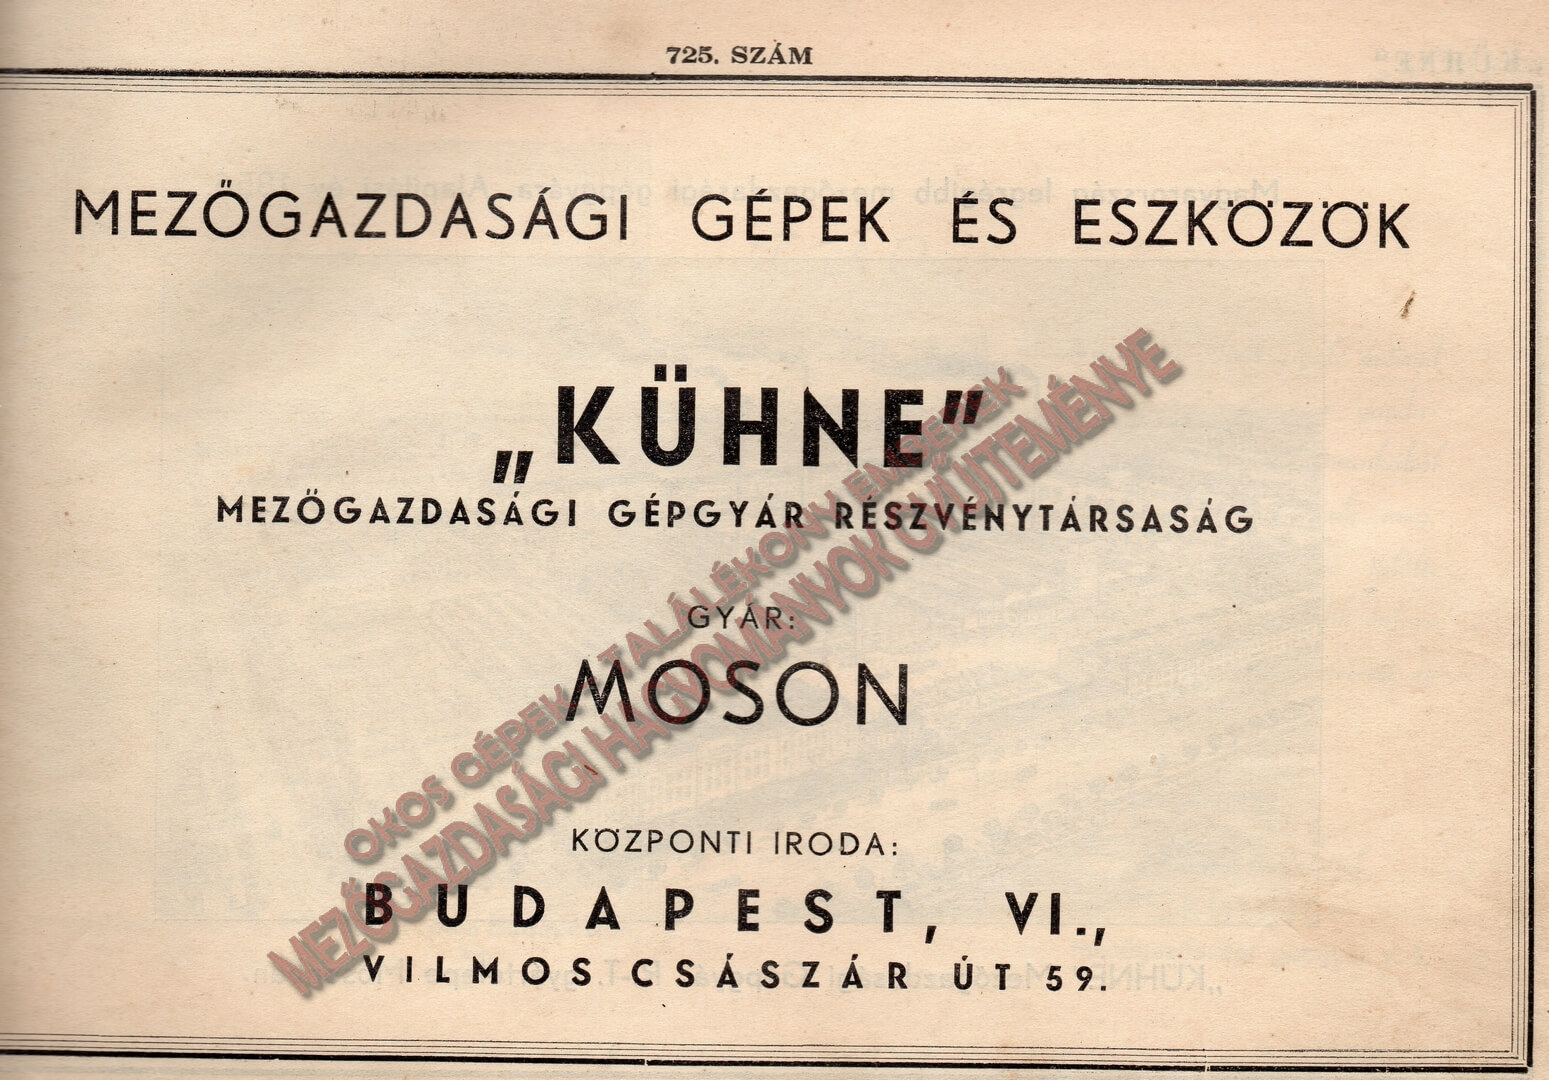 725. SZÁM
MEZŐGAZDASÁGI GÉPEK ÉS ESZKÖZÖK
„KÜHNE"
MEZŐGAZDASÁGI GÉPGYÁR RÉSZVÉNYTÁRSASÁG
GYÁR:
MOSON
KÖZPONTI IRODA:
BUDAPEST, VI.,
VILMOS CSÁSZÁR ÚT 59.
OKOS GÉPEK, TALÁLÉKONY EMBEREK
MEZŐGAZDASÁGI HAGYOMÁNYOK GYŰJTEMÉNYE